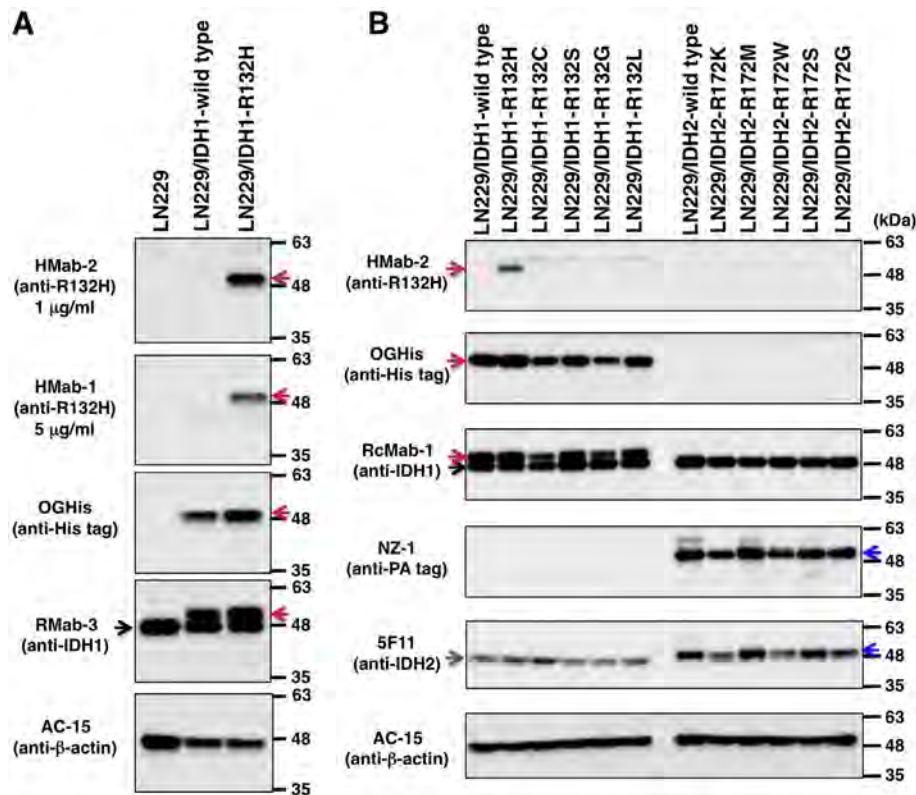 A
LN229
LN229/IDH1-wild type
LN229/IDH1-R132H
HMab-2
(anti-R132H)
1 μg/ml
63
48
35
HMab-1
(anti-R132H)
5 μg/ml
63
48
35
OGHis
(anti-His tag)
63
48
35
RMab-3
(anti-IDH1)
63
48
35
AC-15
(anti-β-actin)
63
48
35
B
LN229/IDH1-wild type
LN229/IDH1-R132H
LN229/IDH1-R132C
LN229/IDH1-R132S
LN229/IDH1-R132G
LN229/IDH1-R132L
LN229/IDH2-wild type
LN229/IDH2-R172K
LN229/IDH2-R172M
LN229/IDH2-R172W
LN229/IDH2-R172S
LN229/IDH2-R172G
(kDa)
HMab-2
(anti-R132H)
63
48
35
OGHis
(anti-His tag)
63
48
35
RcMab-1
(anti-IDH1)
63
48
35
NZ-1
(anti-PA tag)
63
48
35
5F11
(anti-IDH2)
63
48
35
AC-15
(anti-β-actin)
63
48
35